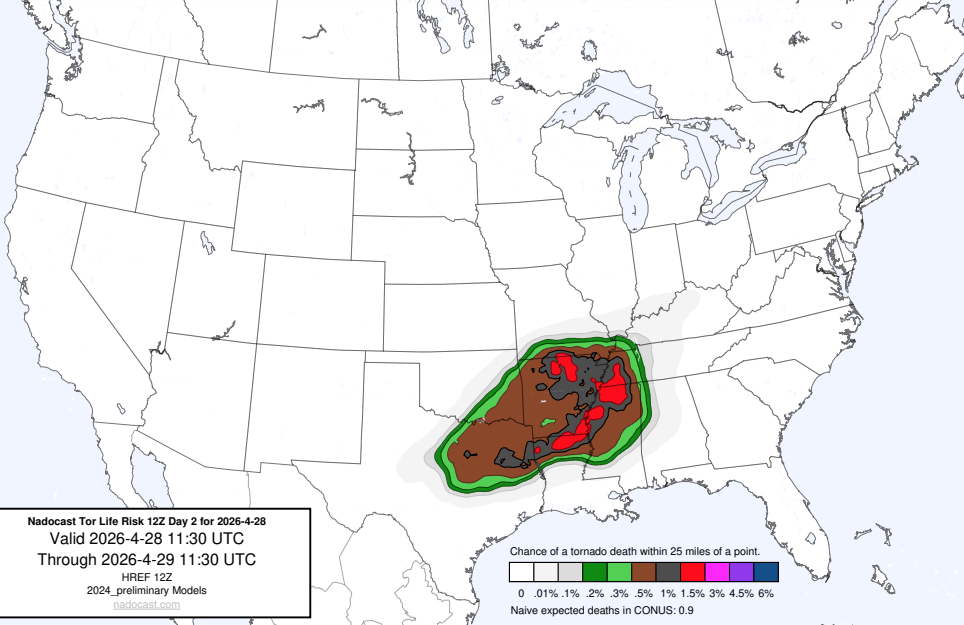 Nadocast Tor Life Risk 12Z Day 2 for 2026-4-28
Valid 2026-4-28 11:30 UTC
Through 2026-4-29 11:30 UTC
HREF 12Z
2024_preliminary Models
nadocast.com
Chance of a tornado death within 25 miles of a point.
0 .01% .1% .2% .3% .5% 1% 1.5% 3% 4.5% 6%
Naive expected deaths in CONUS: 0.9